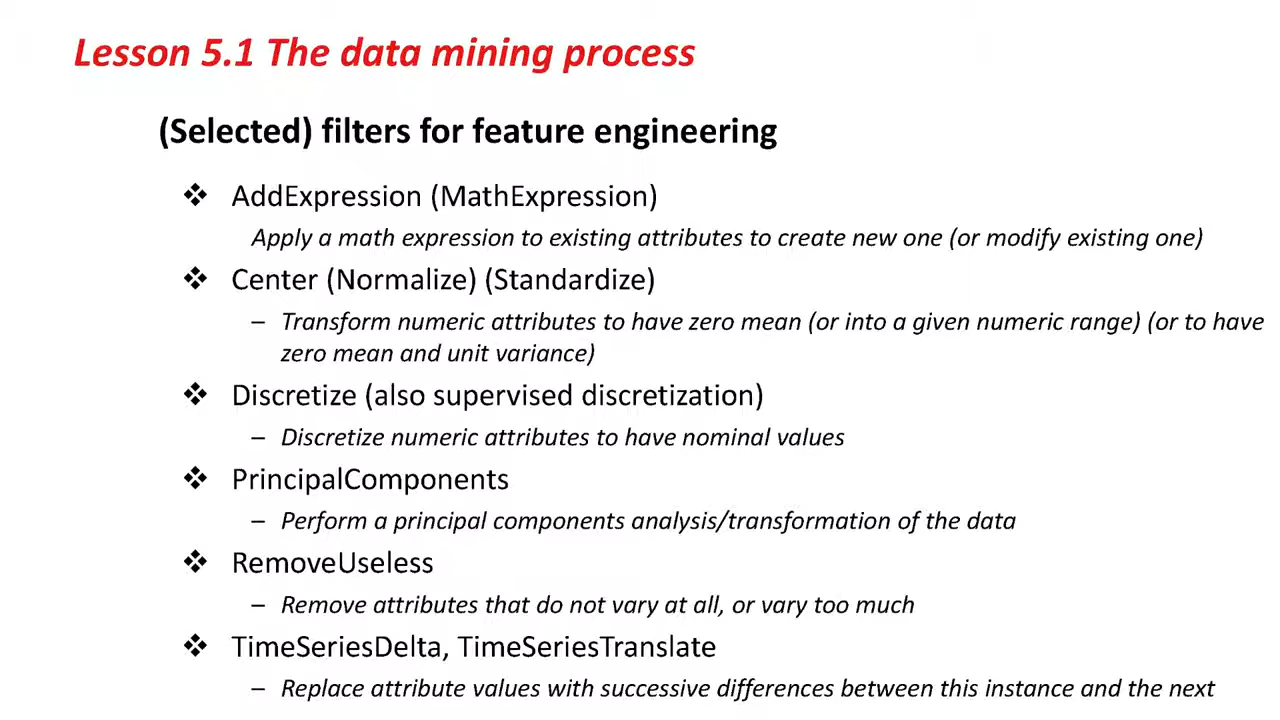 Lesson 5.1 The data mining process
(Selected) filters for feature engineering
❖ AddExpression (MathExpression)
Apply a math expression to existing attributes to create new one (or modify existing one)
❖ Center (Normalize) (Standardize)
– Transform numeric attributes to have zero mean (or into a given numeric range) (or to have
zero mean and unit variance)
❖ Discretize (also supervised discretization)
– Discretize numeric attributes to have nominal values
❖ PrincipalComponents
– Perform a principal components analysis/transformation of the data
❖ RemoveUseless
– Remove attributes that do not vary at all, or vary too much
❖ TimeSeriesDelta, TimeSeriesTranslate
– Replace attribute values with successive differences between this instance and the next